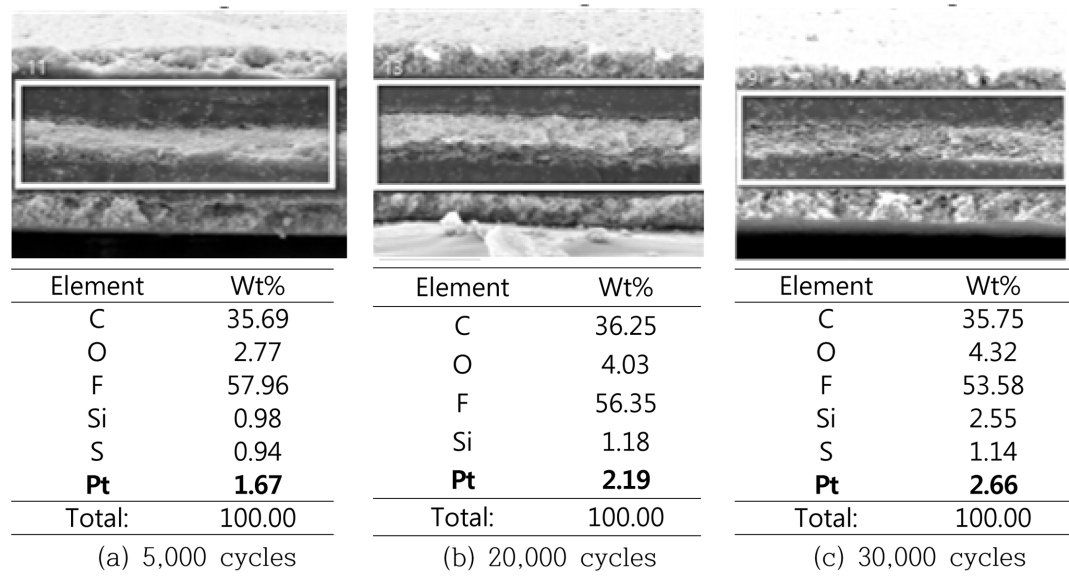 11
13
9
Element Wt%
C 35.69
O 2.77
F 57.96
Si 0.98
S 0.94
Pt 1.67
Total: 100.00
(a) 5,000 cycles
Element Wt%
C 36.25
O 4.03
F 56.35
Si 1.18
Pt 2.19
Total: 100.00
(b) 20,000 cycles
Element Wt%
C 35.75
O 4.32
F 53.58
Si 2.55
S 1.14
Pt 2.66
Total: 100.00
(c) 30,000 cycles